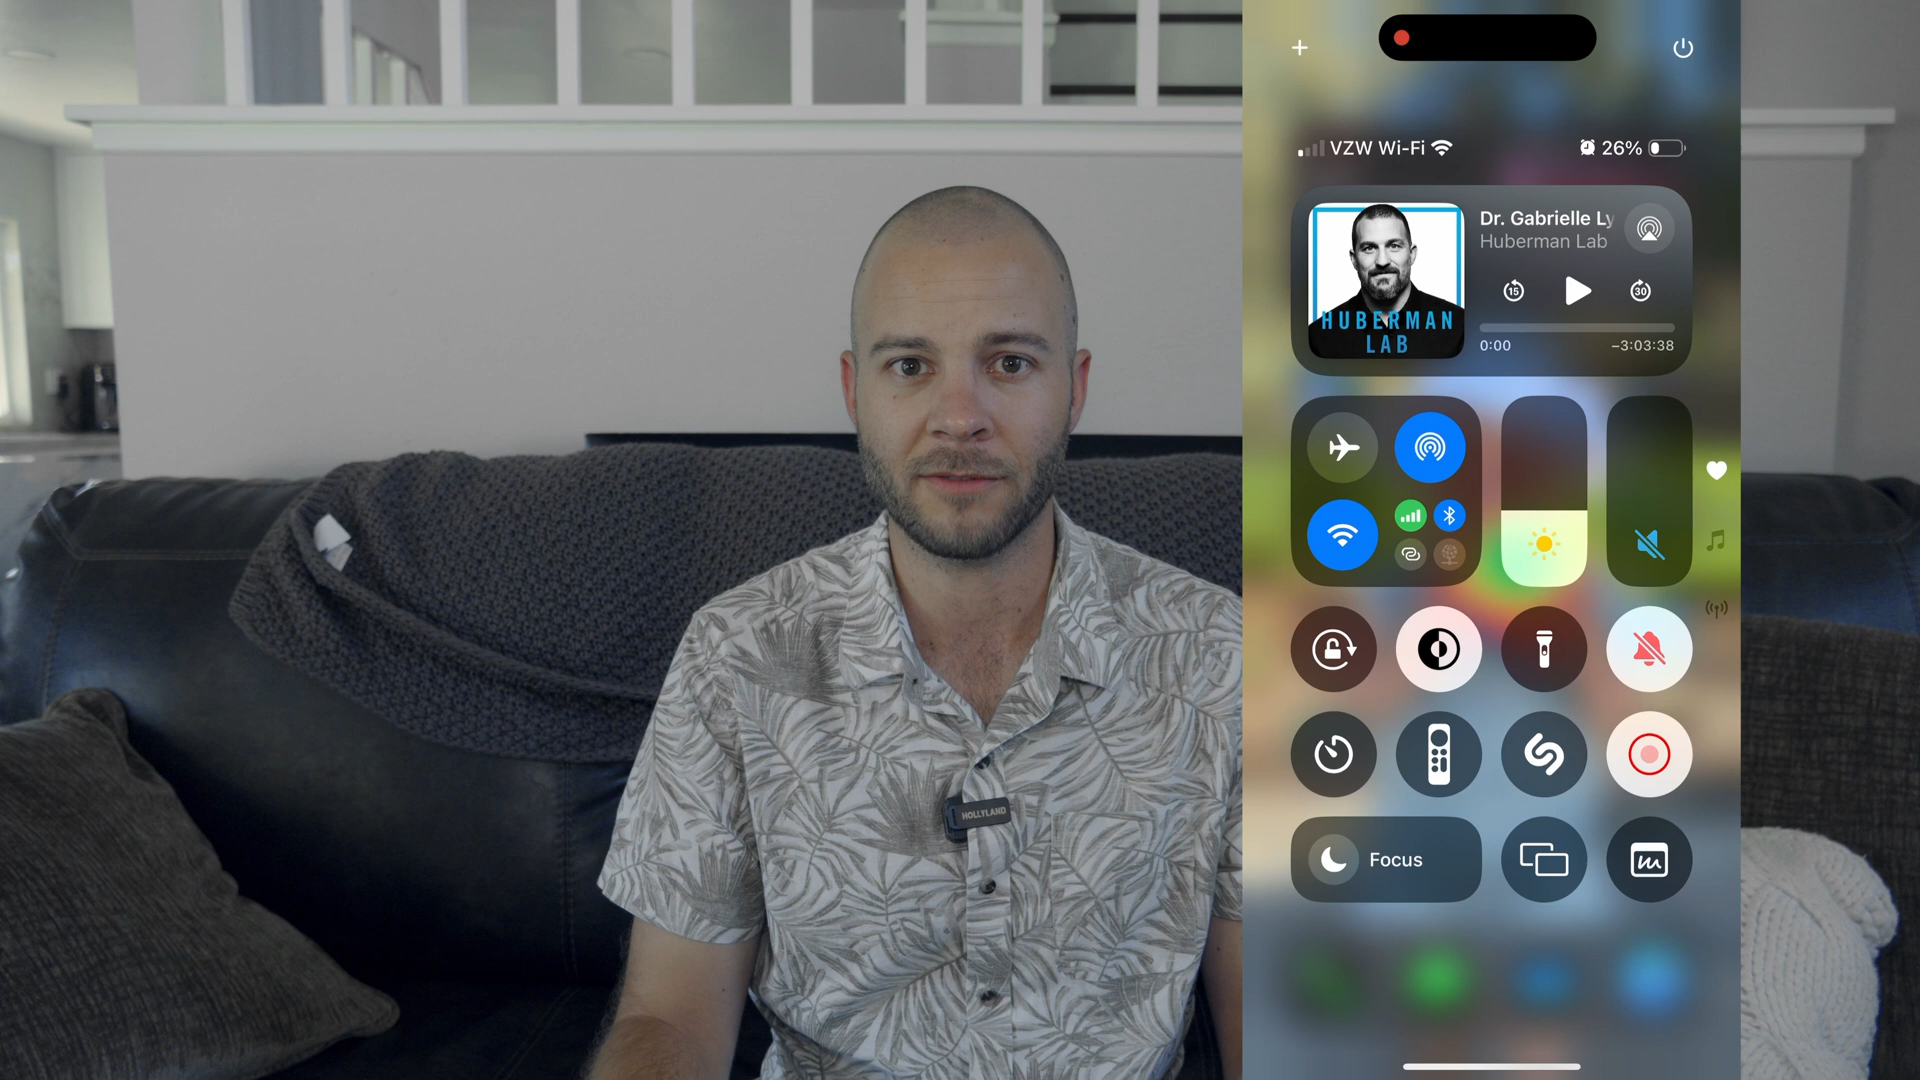 VZW Wi-Fi
26%
Dr. Gabrielle Ly
Huberman Lab
HUBERMAN
LAB
15
30
0:00
−3:03:38
Focus
HOLLYLAND